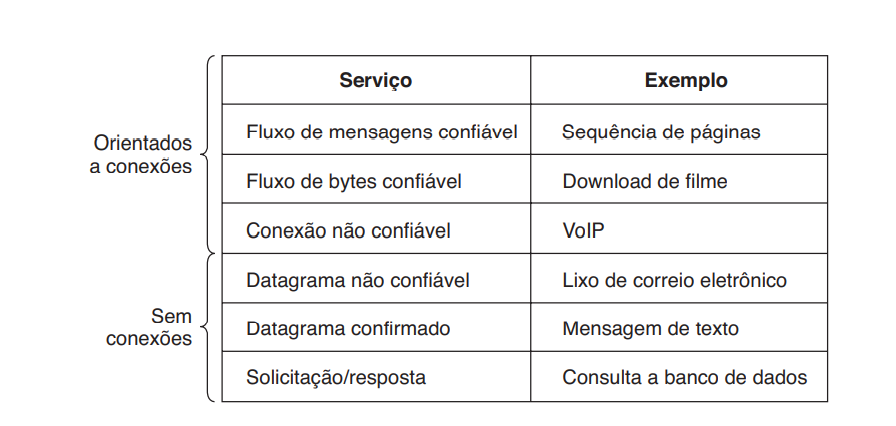 Serviço Exemplo
Orientados a conexões
Fluxo de mensagens confiável Sequência de páginas
Fluxo de bytes confiável Download de filme
Conexão não confiável VoIP
Sem conexões
Datagrama não confiável Lixo de correio eletrônico
Datagrama confirmado Mensagem de texto
Solicitação/resposta Consulta a banco de dados